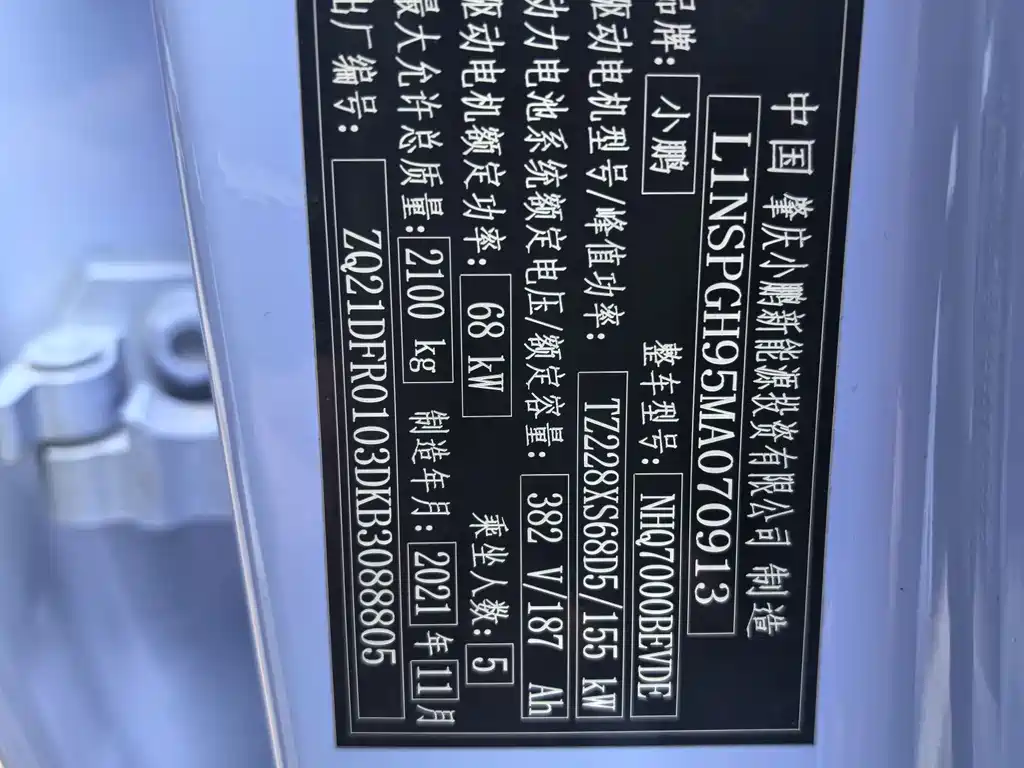 中国 肇庆小鹏新能源投资有限公司 制造
L1NSPGH95MA070913
品牌: 小鹏 整车型号: NHQ7000BEVDE
驱动电机型号/峰值功率: TZ228XS68D5/155 kW
动力电池系统额定电压/额定容量: 382 V/187 Ah
驱动电机额定功率: 68 kW 乘坐人数: 5
最大允许总质量: 2100 kg 制造年月: 2021 年 11 月
出厂编号: ZQ21DFR0103DKB308805